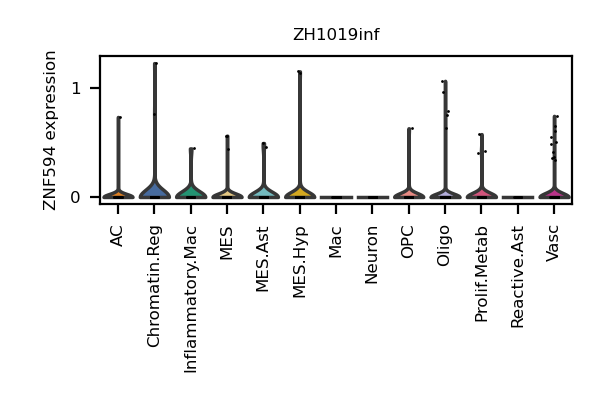 ZH1019inf
ZNF594 expression
1
0
AC
Chromatin.Reg
Inflammatory.Mac
MES
MES.Ast
MES.Hyp
Mac
Neuron
OPC
Oligo
Prolif.Metab
Reactive.Ast
Vasc